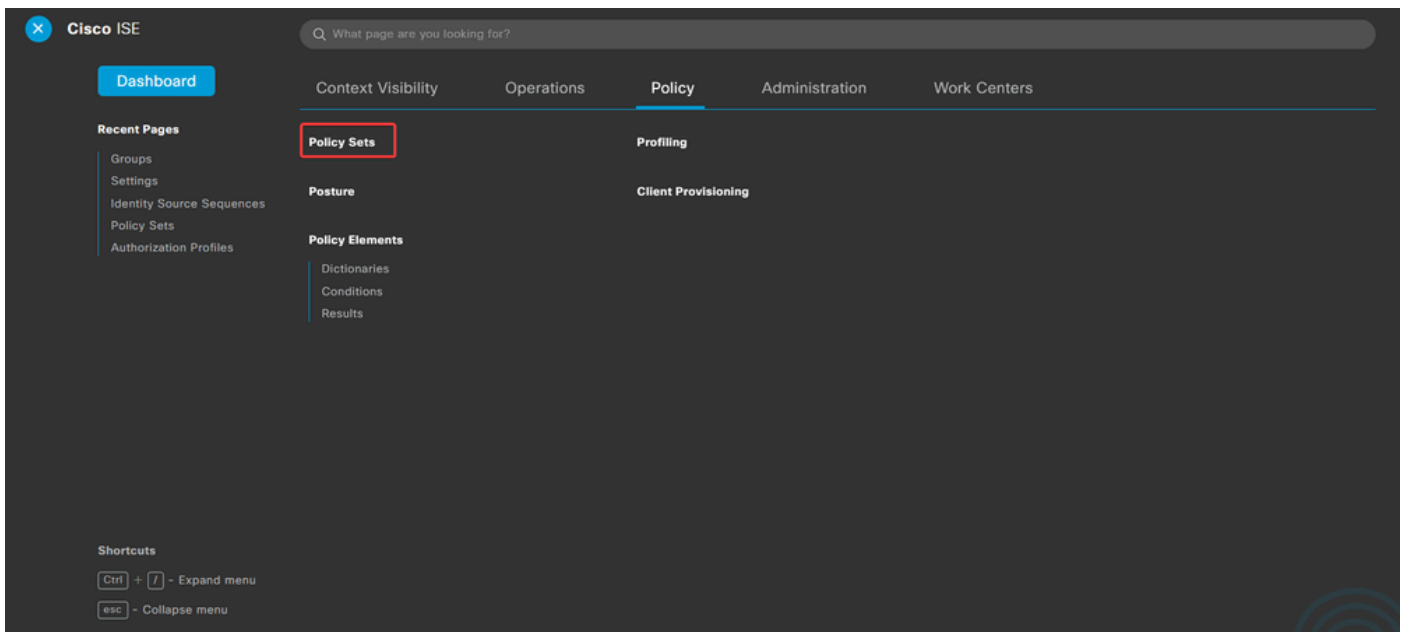 Cisco ISE
What page are you looking for?
Dashboard
Context Visibility
Operations
Policy
Administration
Work Centers
Recent Pages
Groups
Settings
Identity Source Sequences
Policy Sets
Authorization Profiles
Policy Sets
Profiling
Posture
Client Provisioning
Policy Elements
Dictionaries
Conditions
Results
Shortcuts
Ctrl + / - Expand menu
esc - Collapse menu